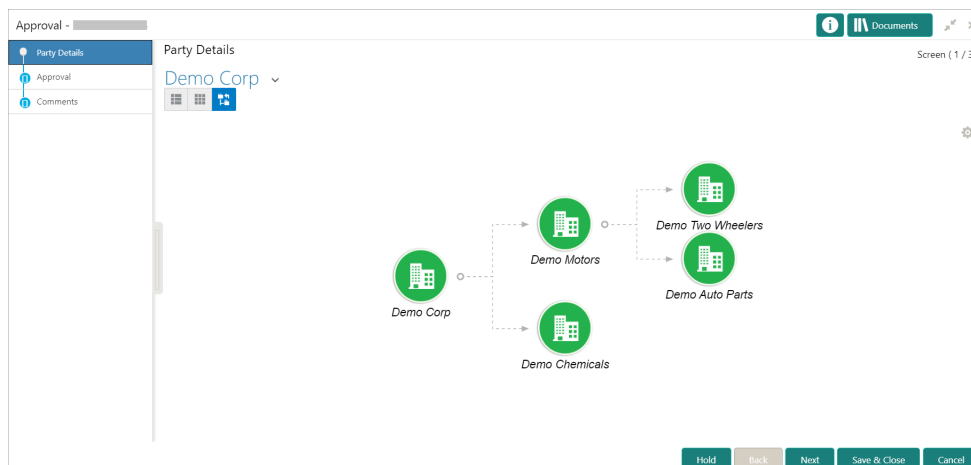 Approval -
Documents
Party Details
Approval
Comments
Party Details
Screen ( 1 / 3
Demo Corp
Demo Two Wheelers
Demo Motors
Demo Auto Parts
Demo Corp
Demo Chemicals
Hold
Back
Next
Save & Close
Cancel